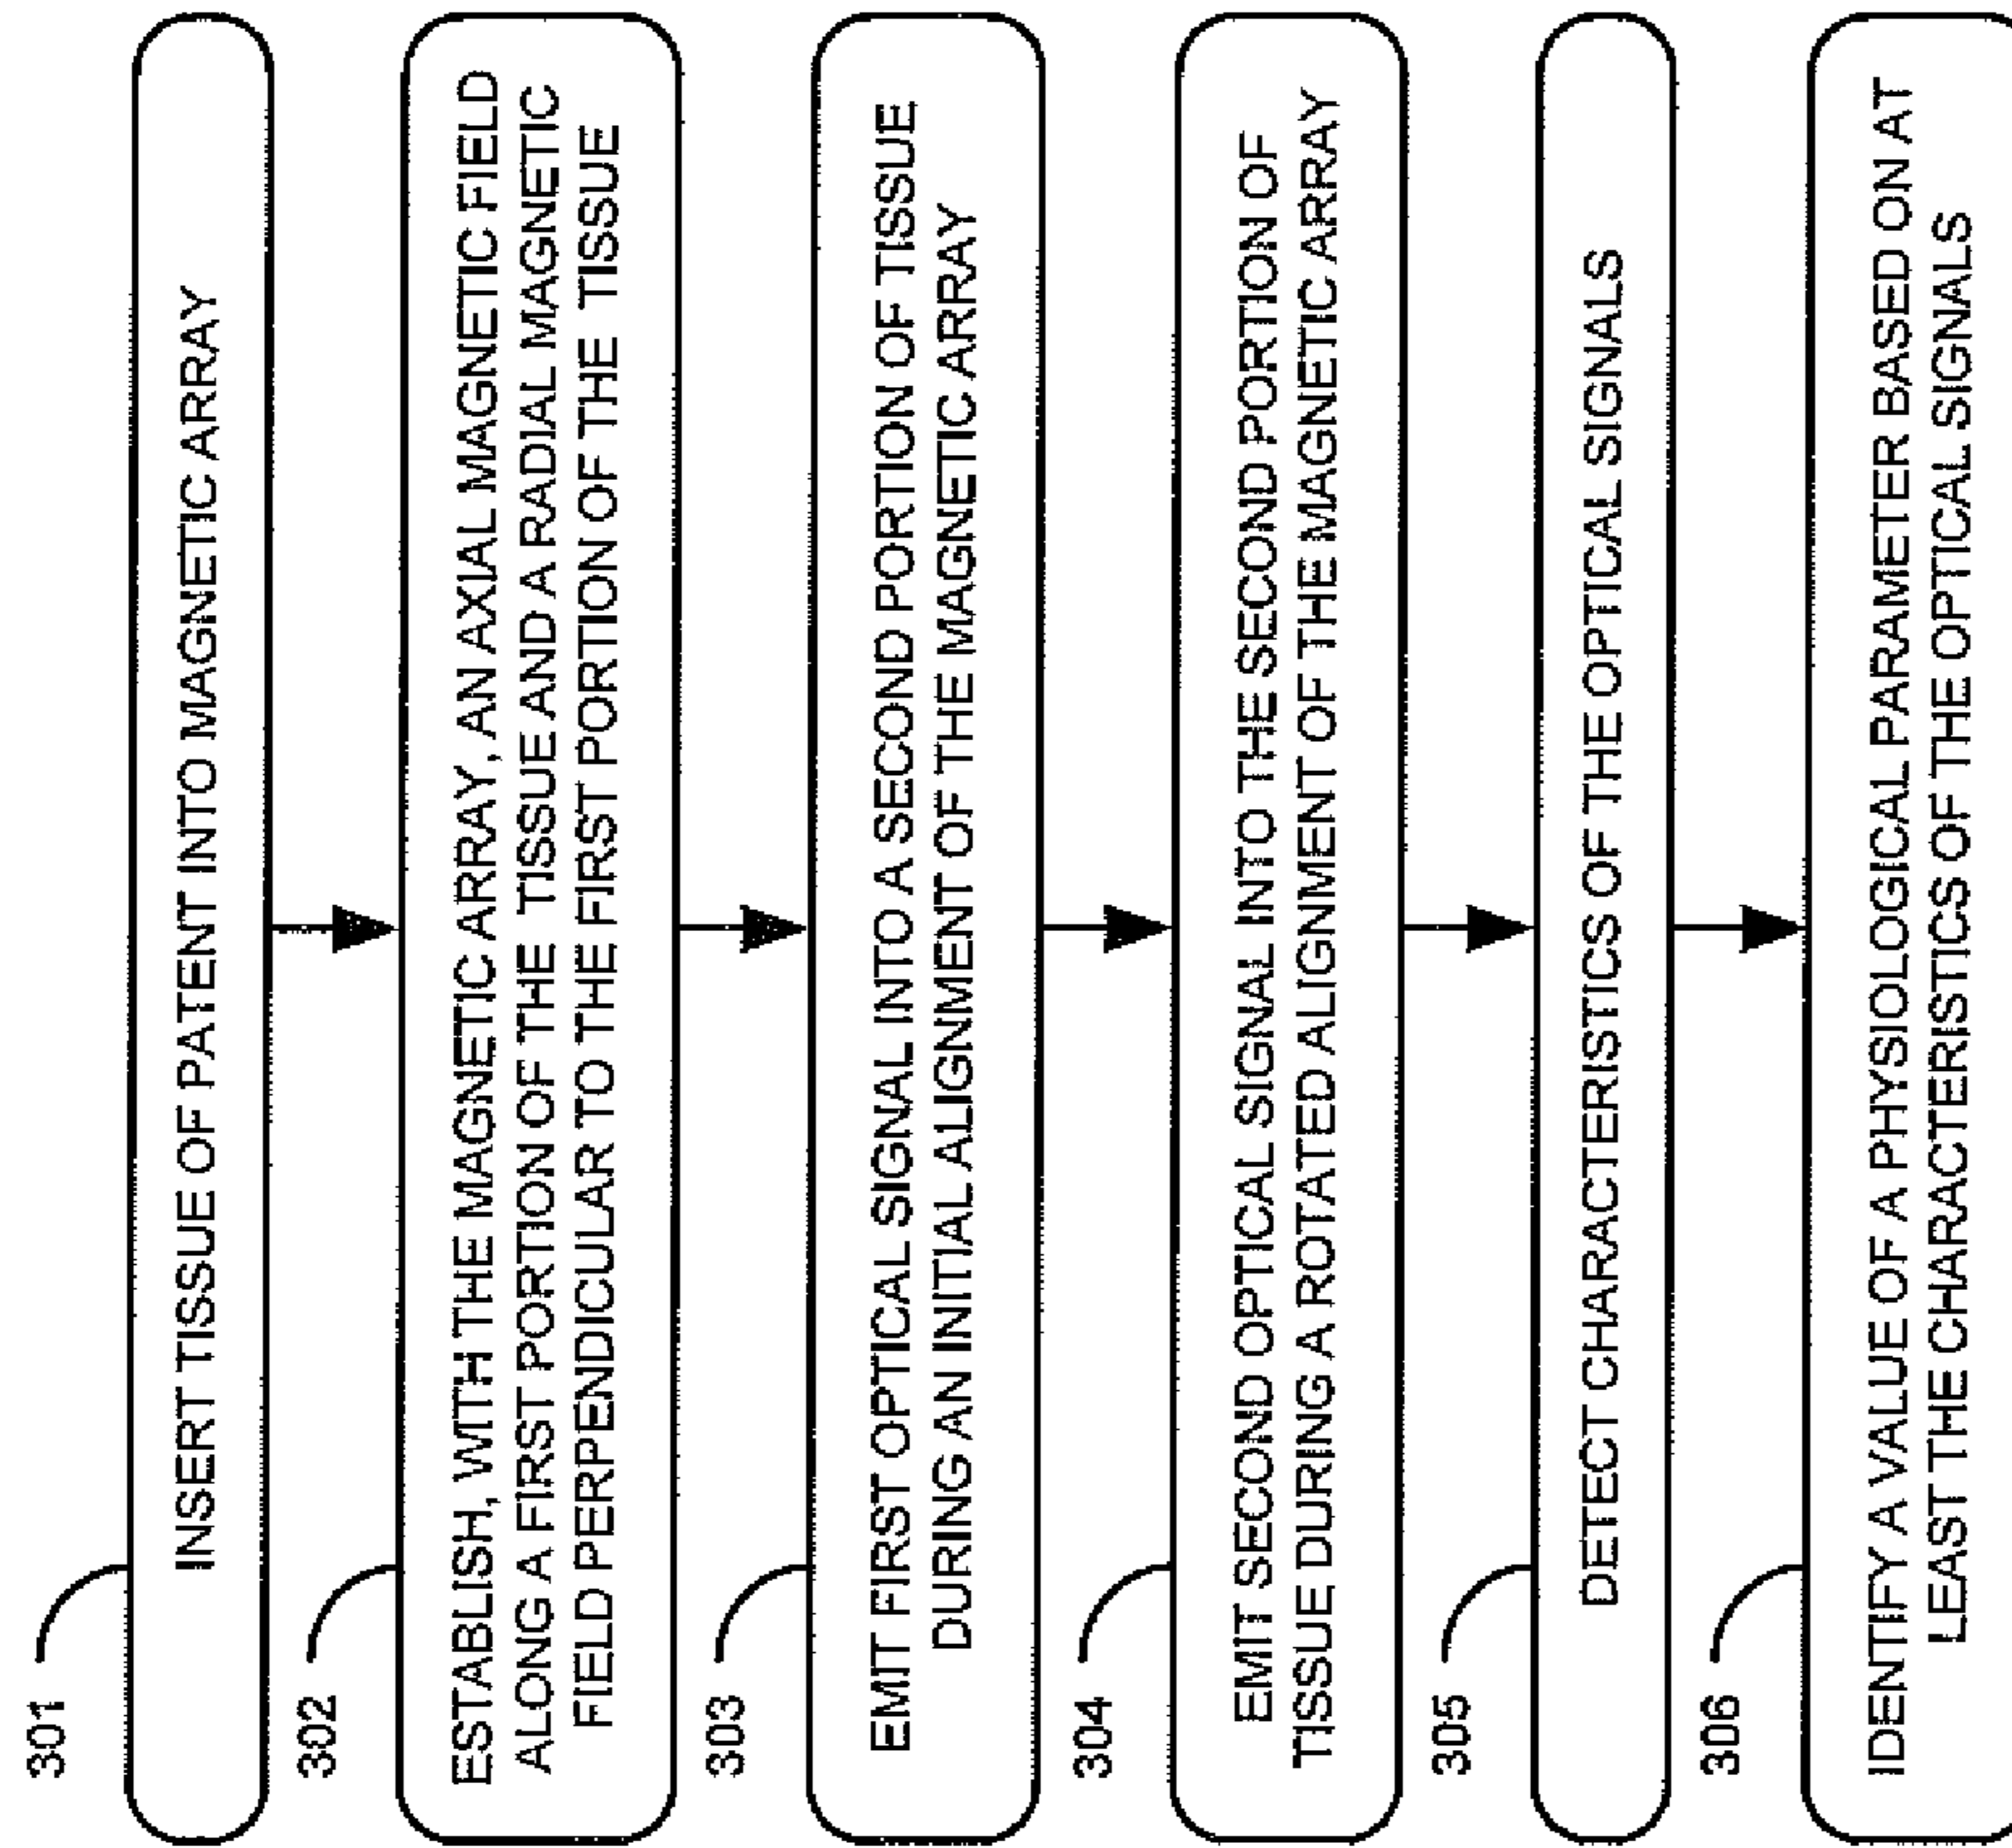 301
INSERT TISSUE OF PATENT INTO MAGNETIC ARRAY
302
ESTABLISH, WITH THE MAGNETIC ARRAY, AN AXIAL MAGNETIC FIELD
ALONG A FIRST PORTION OF THE TISSUE AND A RADIAL MAGNETIC
FIELD PERPENDICULAR TO THE FIRST PORTION OF THE TISSUE
303
EMIT FIRST OPTICAL SIGNAL INTO A SECOND PORTION OF TISSUE
DURING AN INITIAL ALIGNMENT OF THE MAGNETIC ARRAY
304
EMIT SECOND OPTICAL SIGNAL INTO THE SECOND PORTION OF
TISSUE DURING A ROTATED ALIGNMENT OF THE MAGNETIC ARRAY
305
DETECT CHARACTERISTICS OF THE OPTICAL SIGNALS
306
IDENTIFY A VALUE OF A PHYSIOLOGICAL PARAMETER BASED ON AT
LEAST THE CHARACTERISTICS OF THE OPTICAL SIGNALS